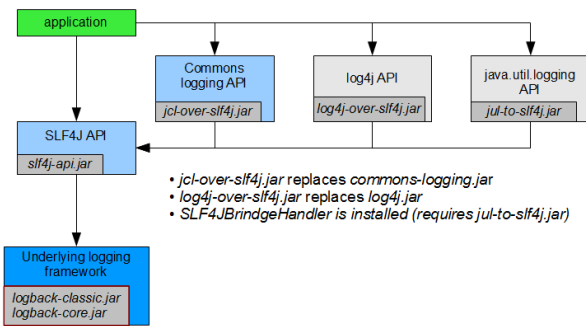 application
Commons
logging API
jcl-over-slf4j.jar
log4j API
log4j-over-slf4j.jar
java.util.logging
API
jul-to-slf4j.jar
SLF4J API
slf4j-api.jar
• jcl-over-slf4j.jar replaces commons-logging.jar
• log4j-over-slf4j.jar replaces log4j.jar
• SLF4JBrindgeHandler is installed (requires jul-to-slf4j.jar)
Underlying logging
framework
logback-classic.jar
logback-core.jar